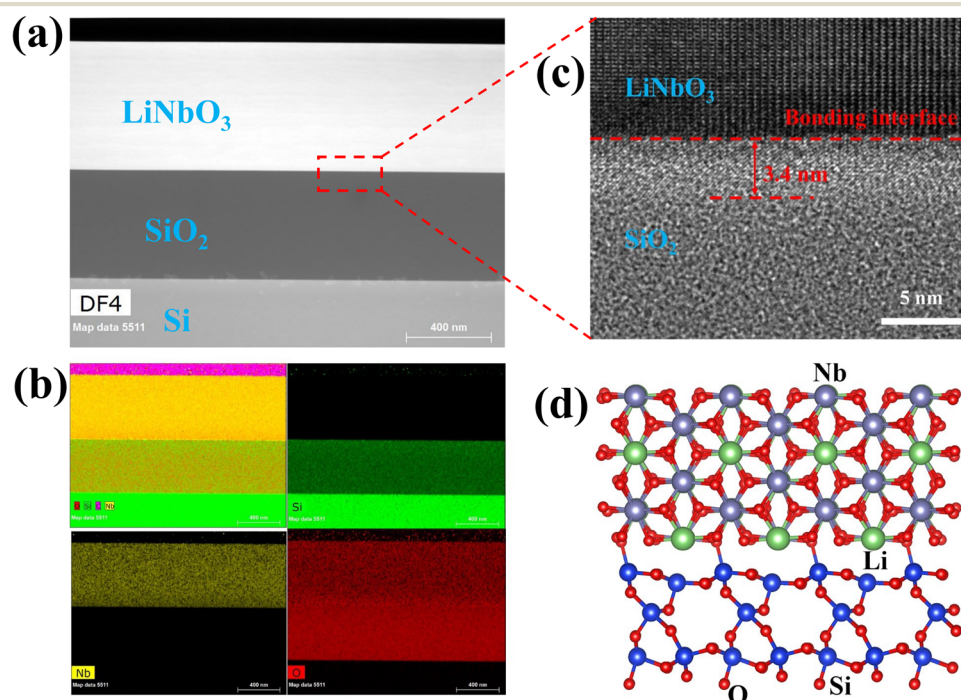 (a)
LiNbO₃
SiO₂
DF4
Map data 5511
Si
400 nm
(c)
LiNbO₃
Bonding interface
3.4 nm
SiO₂
5 nm
(b)
Si
Nb
Map data 5511
400 nm
Si
Map data 5511
400 nm
Nb
Map data 5511
400 nm
O
Map data 5511
400 nm
(d)
Nb
Li
Si
O